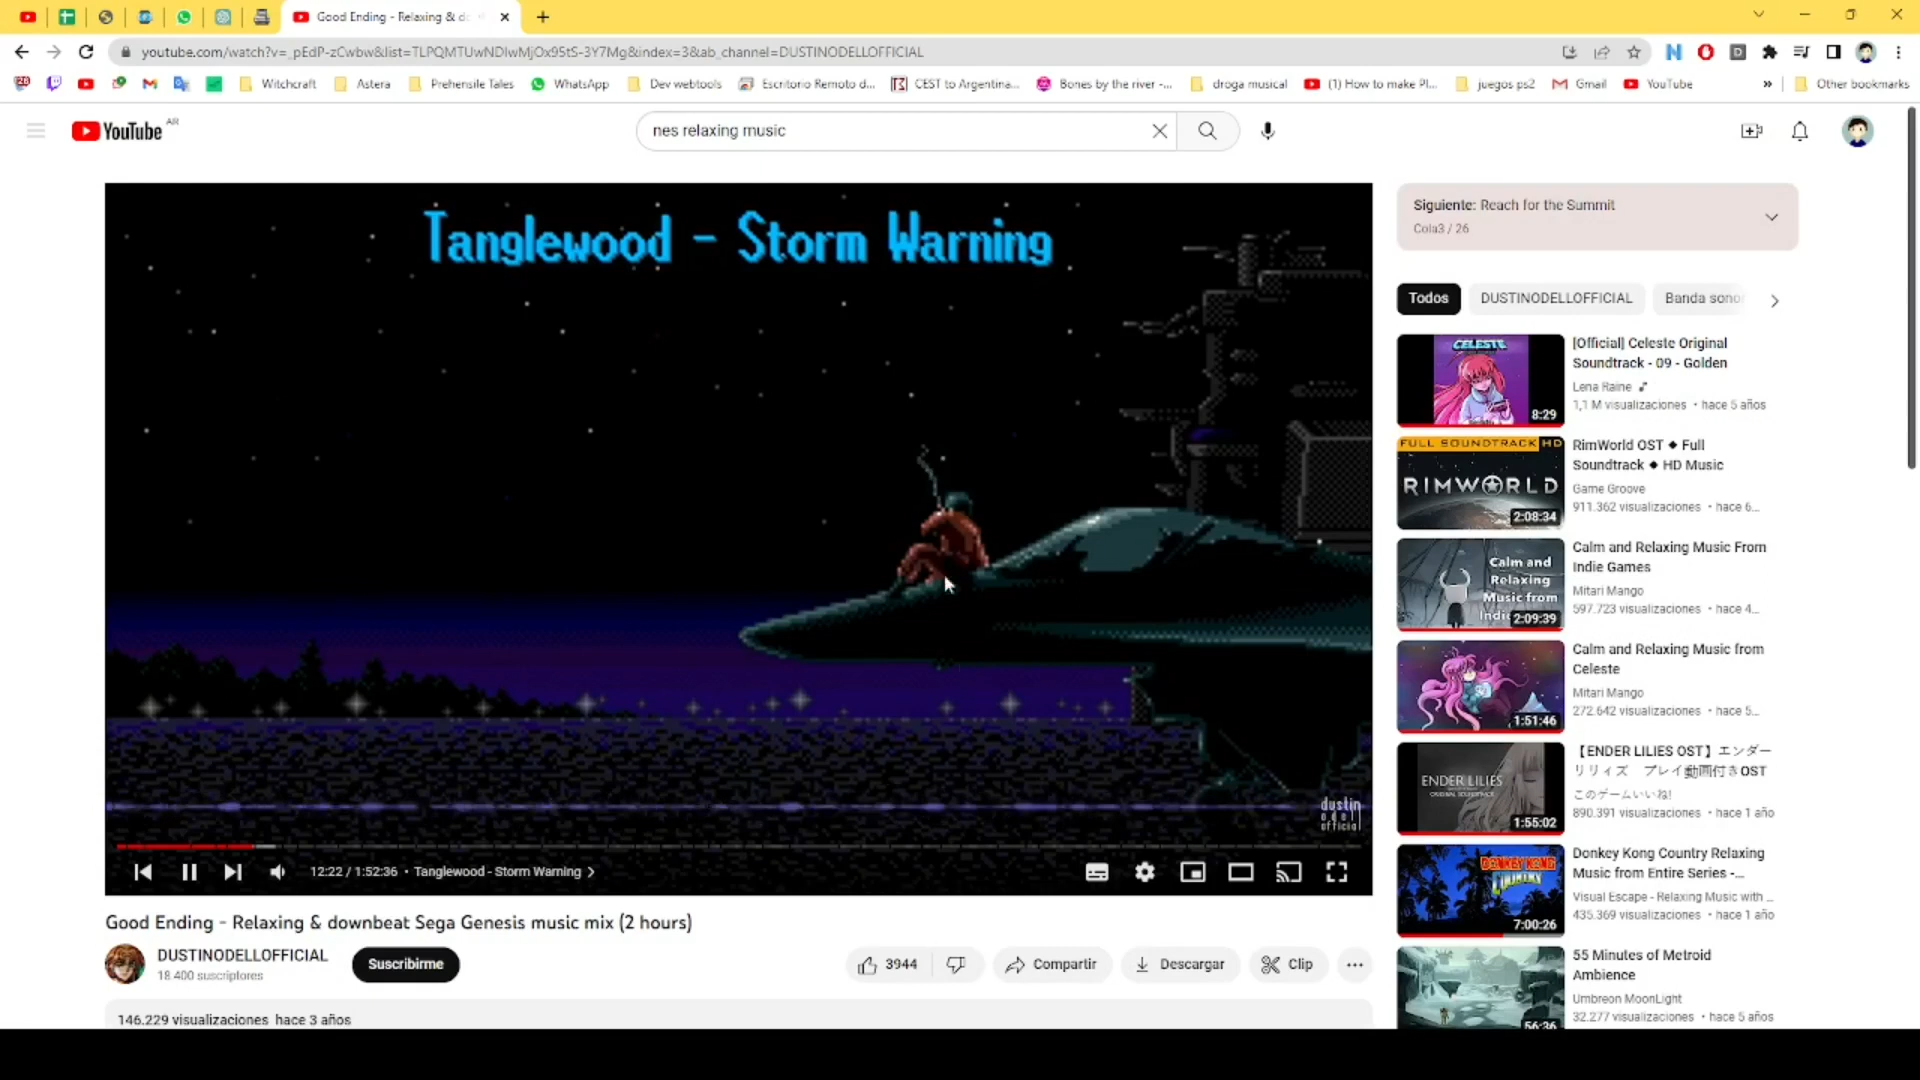 Good Ending - Relaxing & d
youtube.com/watch?v=_pEdP-zCwbw&list=TLPQMTUwNDIwMjOx95tS-3Y7Mg&index=3&ab_channel=DUSTINODELLOFFICIAL
Witchcraft
Astera
Prehensile Tales
WhatsApp
Dev webtools
Escritorio Remoto d...
CEST to Argentina...
Bones by the river -...
droga musical
(1) How to make Pl...
juegos ps2
Gmail
YouTube
»
Other bookmarks
YouTube AR
nes relaxing music
Tanglewood - Storm Warning
dustin
odell
official
12:22 / 1:52:36 • Tanglewood - Storm Warning
Good Ending - Relaxing & downbeat Sega Genesis music mix (2 hours)
DUSTINODELLOFFICIAL
18.400 suscriptores
Suscribirme
3944
Compartir
Descargar
Clip
146.229 visualizaciones hace 3 años
Siguiente: Reach for the Summit
Cola3 / 26
Todos
DUSTINODELLOFFICIAL
Banda sono
CELESTE
8:29
[Official] Celeste Original
Soundtrack - 09 - Golden
Lena Raine
1,1 M visualizaciones • hace 5 años
FULL SOUNDTRACK HD
RIMWORLD
2:08:34
RimWorld OST ◆ Full
Soundtrack ◆ HD Music
Game Groove
911.362 visualizaciones • hace 6...
Calm and
Relaxing
Music from
Indi
2:09:39
Calm and Relaxing Music From
Indie Games
Mitari Mango
597.723 visualizaciones • hace 4...
1:51:46
Calm and Relaxing Music from
Celeste
Mitari Mango
272.642 visualizaciones • hace 5...
ENDER LILIES
ORIGINAL SOUNDTRACK
1:55:02
【ENDER LILIES OST】エンダー
リリィズ プレイ動画付きOST
このゲームいいね!
890.391 visualizaciones • hace 1 año
DONKEY KONG
COUNTRY
7:00:26
Donkey Kong Country Relaxing
Music from Entire Series -...
Visual Escape - Relaxing Music with ...
435.369 visualizaciones • hace 1 año
56:36
55 Minutes of Metroid
Ambience
Umbreon MoonLight
32.277 visualizaciones • hace 5 años